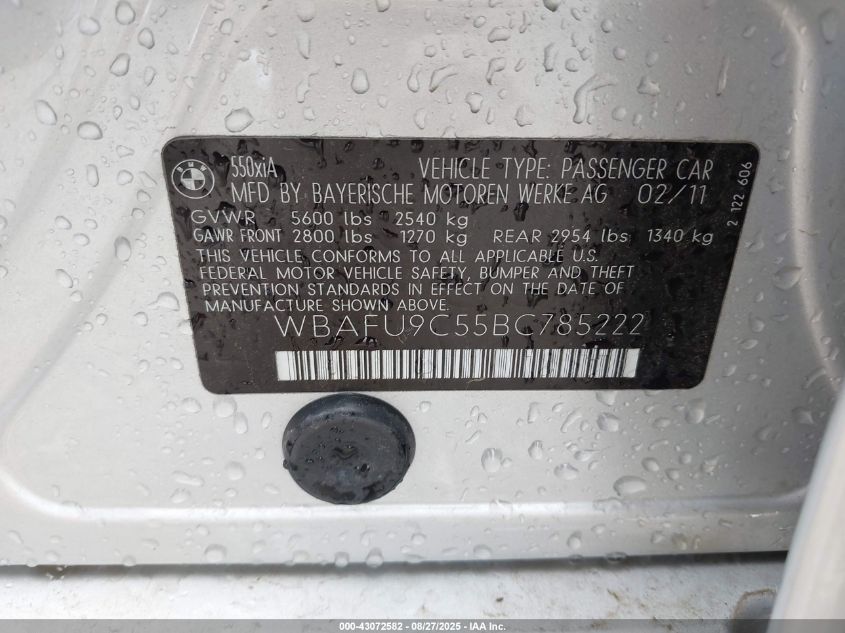 BMW
550xiA VEHICLE TYPE: PASSENGER CAR
MFD BY BAYERISCHE MOTOREN WERKE AG 02/11
GVWR 5600 lbs 2540 kg
GAWR FRONT 2800 lbs 1270 kg REAR 2954 lbs 1340 kg
THIS VEHICLE CONFORMS TO ALL APPLICABLE U.S.
FEDERAL MOTOR VEHICLE SAFETY, BUMPER AND THEFT
PREVENTION STANDARDS IN EFFECT ON THE DATE OF
MANUFACTURE SHOWN ABOVE.
WBAFU9C55BC785222
2 122 606
000-43072582 - 08/27/2025 - IAA Inc.